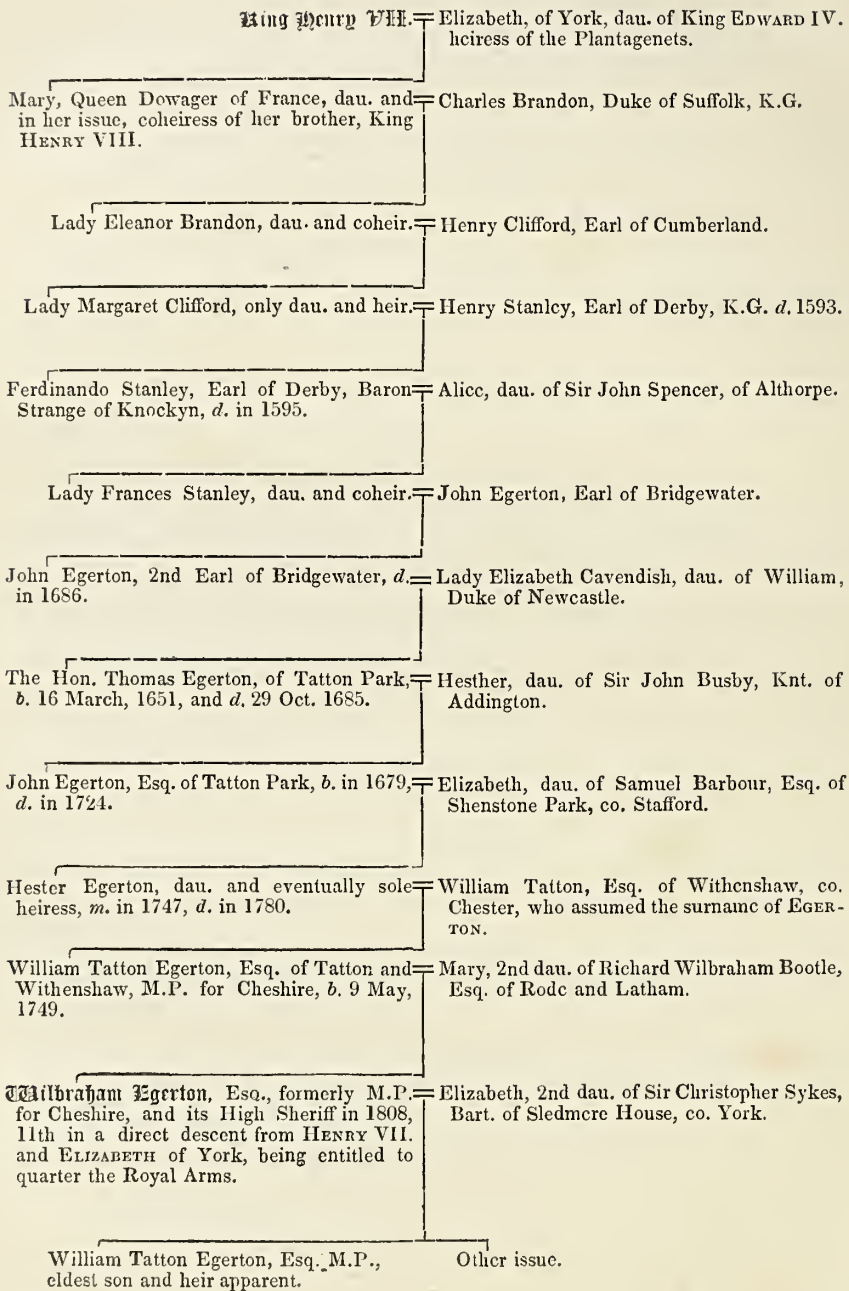 King Henry VII. Elizabeth, of York, dau. of King EDWARD IV.
heiress of the Plantagenets.
Mary, Queen Dowager of France, dau. and Charles Brandon, Duke of Suffolk, K.G.
in her issue, coheiress of her brother, King
HENRY VIII.
Lady Eleanor Brandon, dau. and coheir. Henry Clifford, Earl of Cumberland.
Lady Margaret Clifford, only dau. and heir. Henry Stanley, Earl of Derby, K.G. d. 1593.
Ferdinando Stanley, Earl of Derby, Baron Alice, dau. of Sir John Spencer, of Althorpe.
Strange of Knockyn, d. in 1595.
Lady Frances Stanley, dau. and coheir. John Egerton, Earl of Bridgewater.
John Egerton, 2nd Earl of Bridgewater, d. Lady Elizabeth Cavendish, dau. of William,
in 1686. Duke of Newcastle.
The Hon. Thomas Egerton, of Tatton Park, Hesther, dau. of Sir John Busby, Knt. of
b. 16 March, 1651, and d. 29 Oct. 1685. Addington.
John Egerton, Esq. of Tatton Park, b. in 1679, Elizabeth, dau. of Samuel Barbour, Esq. of
d. in 1724. Shenstone Park, co. Stafford.
Hester Egerton, dau. and eventually sole William Tatton, Esq. of Withenshaw, co.
heiress, m. in 1747, d. in 1780. Chester, who assumed the surname of EGER-
TON.
William Tatton Egerton, Esq. of Tatton and Mary, 2nd dau. of Richard Wilbraham Bootle,
Withenshaw, M.P. for Cheshire, b. 9 May, Esq. of Rode and Latham.
1749.
Wilbraham Egerton, Esq., formerly M.P. Elizabeth, 2nd dau. of Sir Christopher Sykes,
for Cheshire, and its High Sheriff in 1808, Bart. of Sledmere House, co. York.
11th in a direct descent from HENRY VII.
and ELIZABETH of York, being entitled to
quarter the Royal Arms.
William Tatton Egerton, Esq. M.P., Other issue.
eldest son and heir apparent.